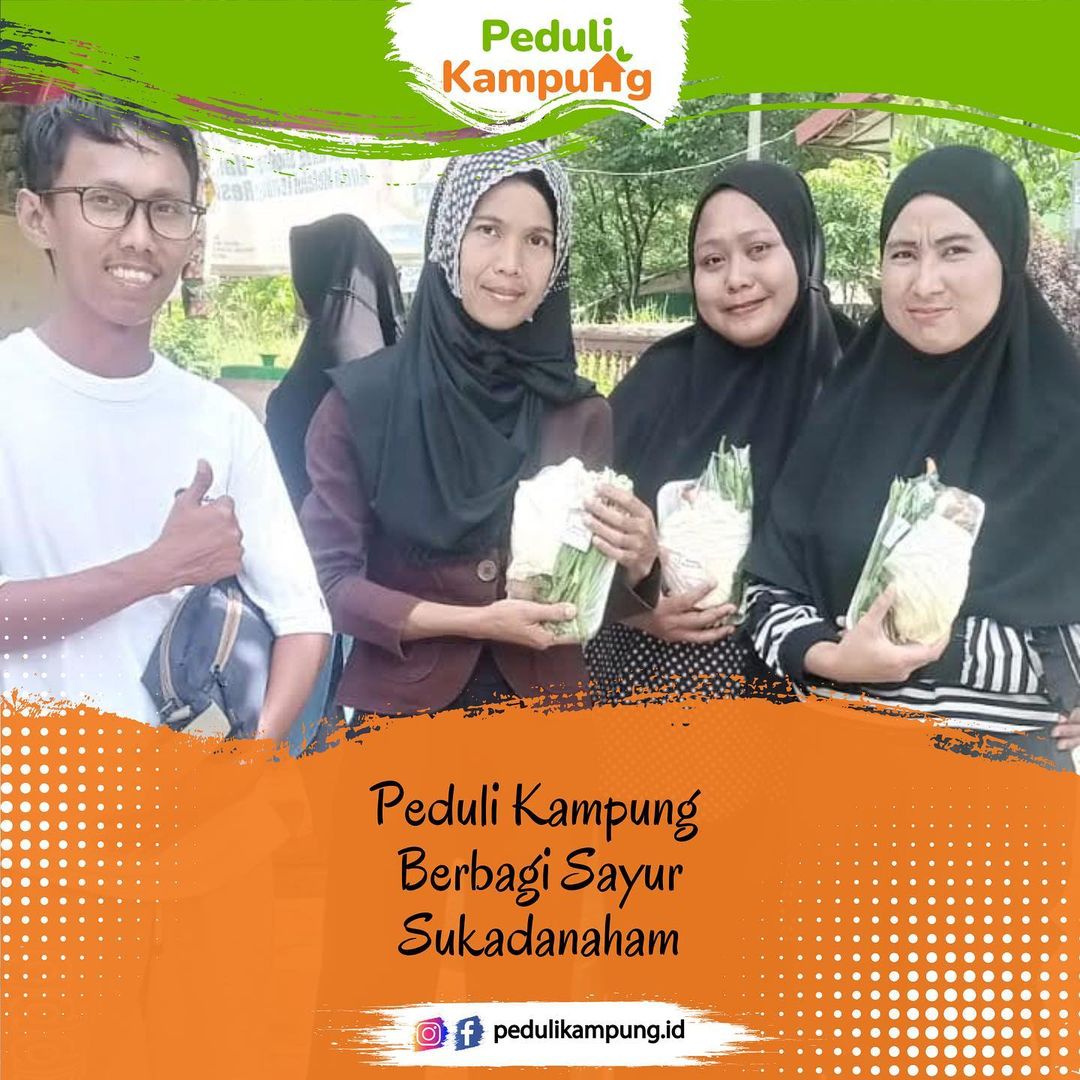 Peduli
Kampung
Peduli Kampung
Berbagi Sayur
Sukadanaham
pedulikampung.id